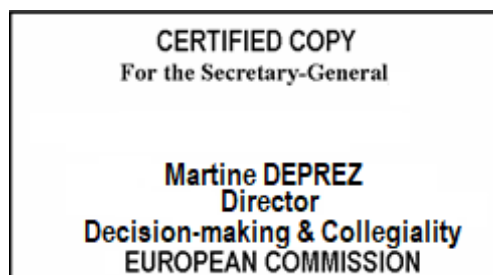 CERTIFIED COPY
For the Secretary-General
Martine DEPREZ
Director
Decision-making & Collegiality
EUROPEAN COMMISSION